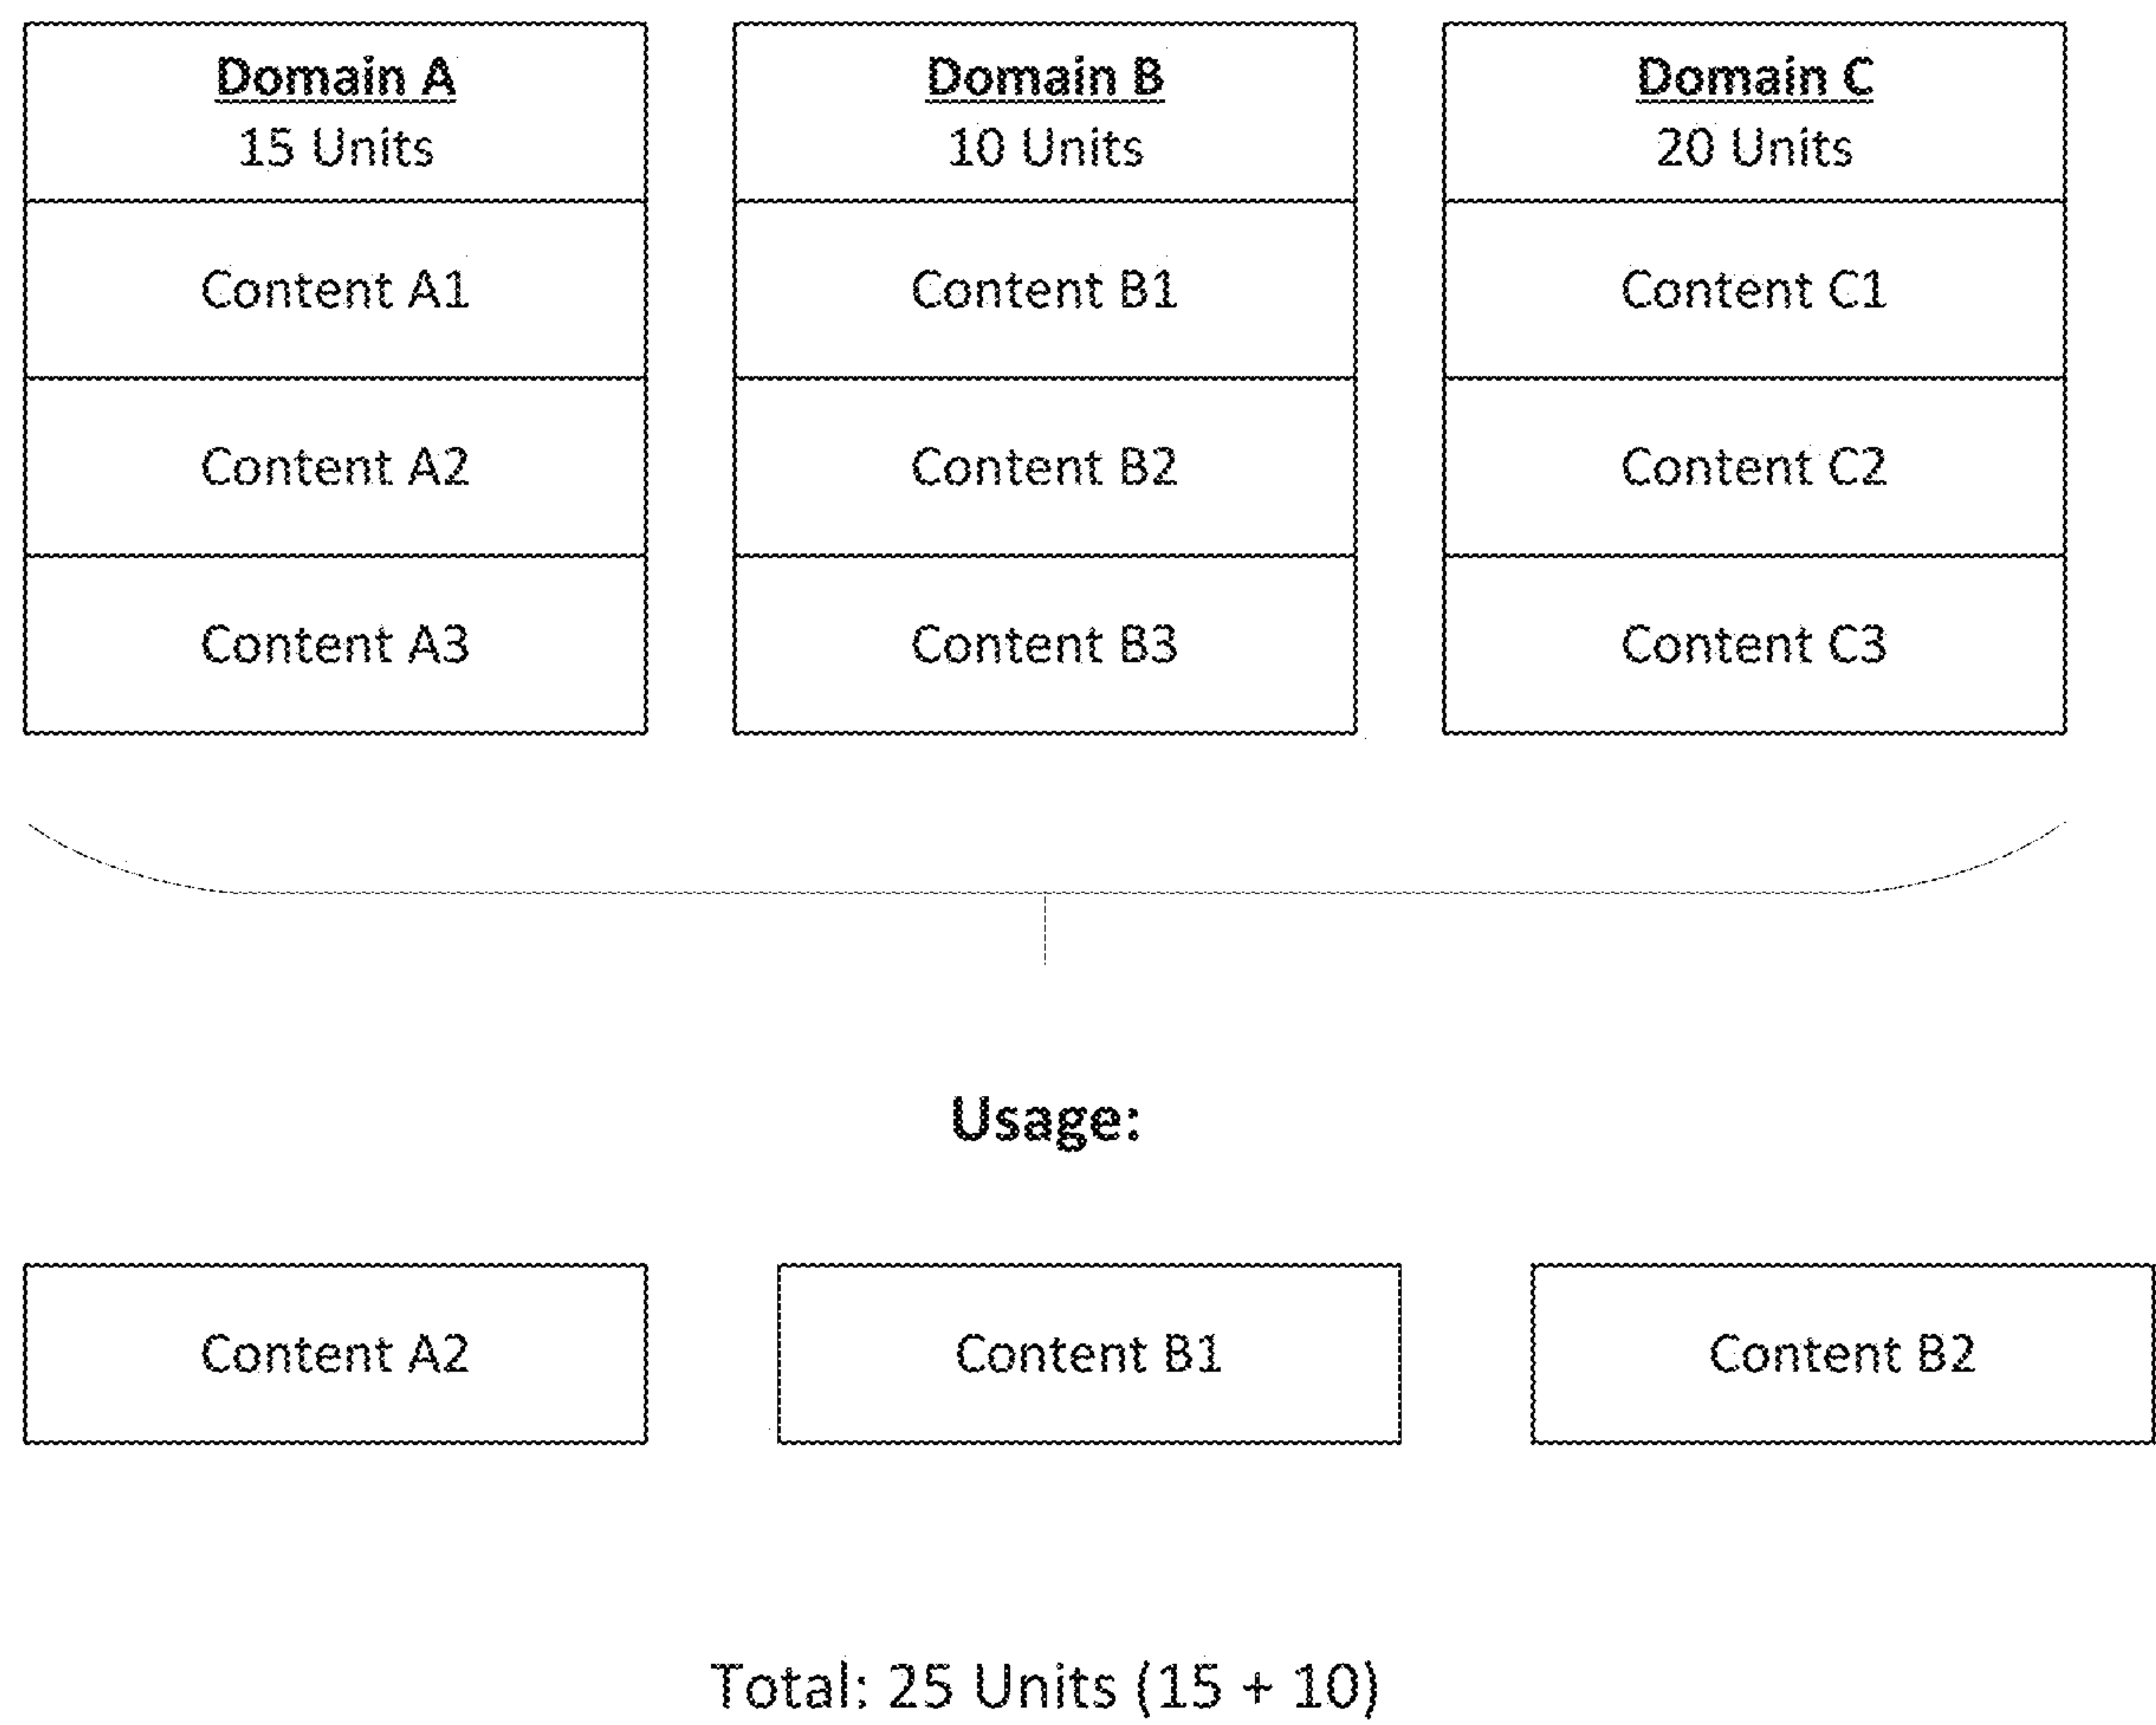 Domain A
15 Units
Content A1
Content A2
Content A3
Domain B
10 Units
Content B1
Content B2
Content B3
Domain C
20 Units
Content C1
Content C2
Content C3
Usage:
Content A2
Content B1
Content B2
Total: 25 Units (15 + 10)